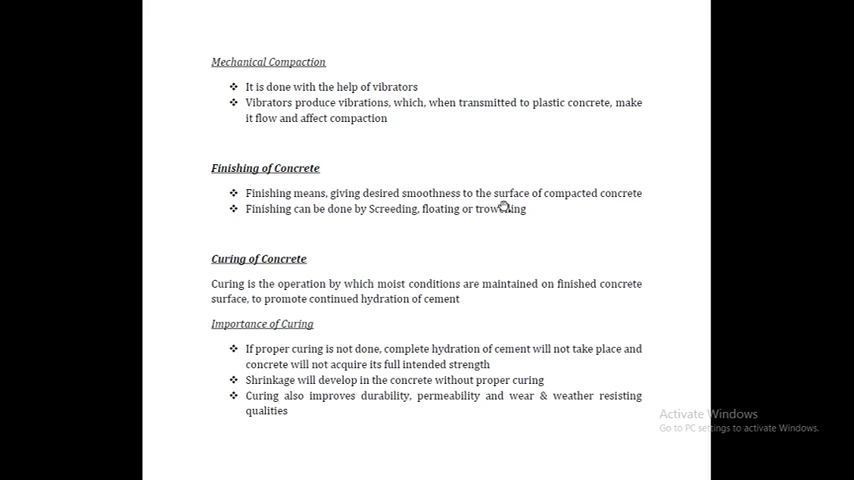 Mechanical Compaction
❖ It is done with the help of vibrators
❖ Vibrators produce vibrations, which, when transmitted to plastic concrete, make
it flow and affect compaction
Finishing of Concrete
❖ Finishing means, giving desired smoothness to the surface of compacted concrete
❖ Finishing can be done by Screeding, floating or trowelling
Curing of Concrete
Curing is the operation by which moist conditions are maintained on finished concrete
surface, to promote continued hydration of cement
Importance of Curing
❖ If proper curing is not done, complete hydration of cement will not take place and
concrete will not acquire its full intended strength
❖ Shrinkage will develop in the concrete without proper curing
❖ Curing also improves durability, permeability and wear & weather resisting
qualities
Activate Windows
Go to PC settings to activate Windows.